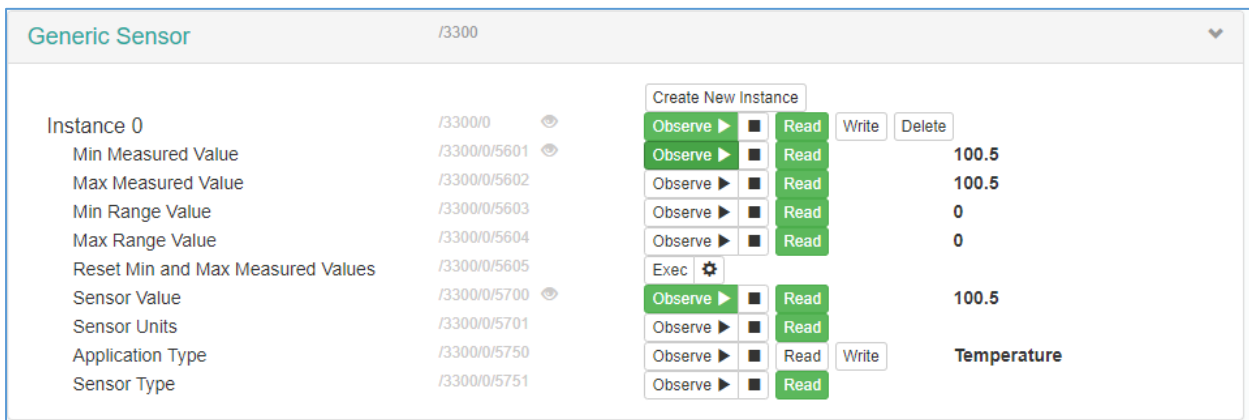 Generic Sensor /3300
Create New Instance
Instance 0 /3300/0 Observe Read Write Delete
Min Measured Value /3300/0/5601 Observe Read 100.5
Max Measured Value /3300/0/5602 Observe Read 100.5
Min Range Value /3300/0/5603 Observe Read 0
Max Range Value /3300/0/5604 Observe Read 0
Reset Min and Max Measured Values /3300/0/5605 Exec
Sensor Value /3300/0/5700 Observe Read 100.5
Sensor Units /3300/0/5701 Observe Read
Application Type /3300/0/5750 Observe Read Write Temperature
Sensor Type /3300/0/5751 Observe Read